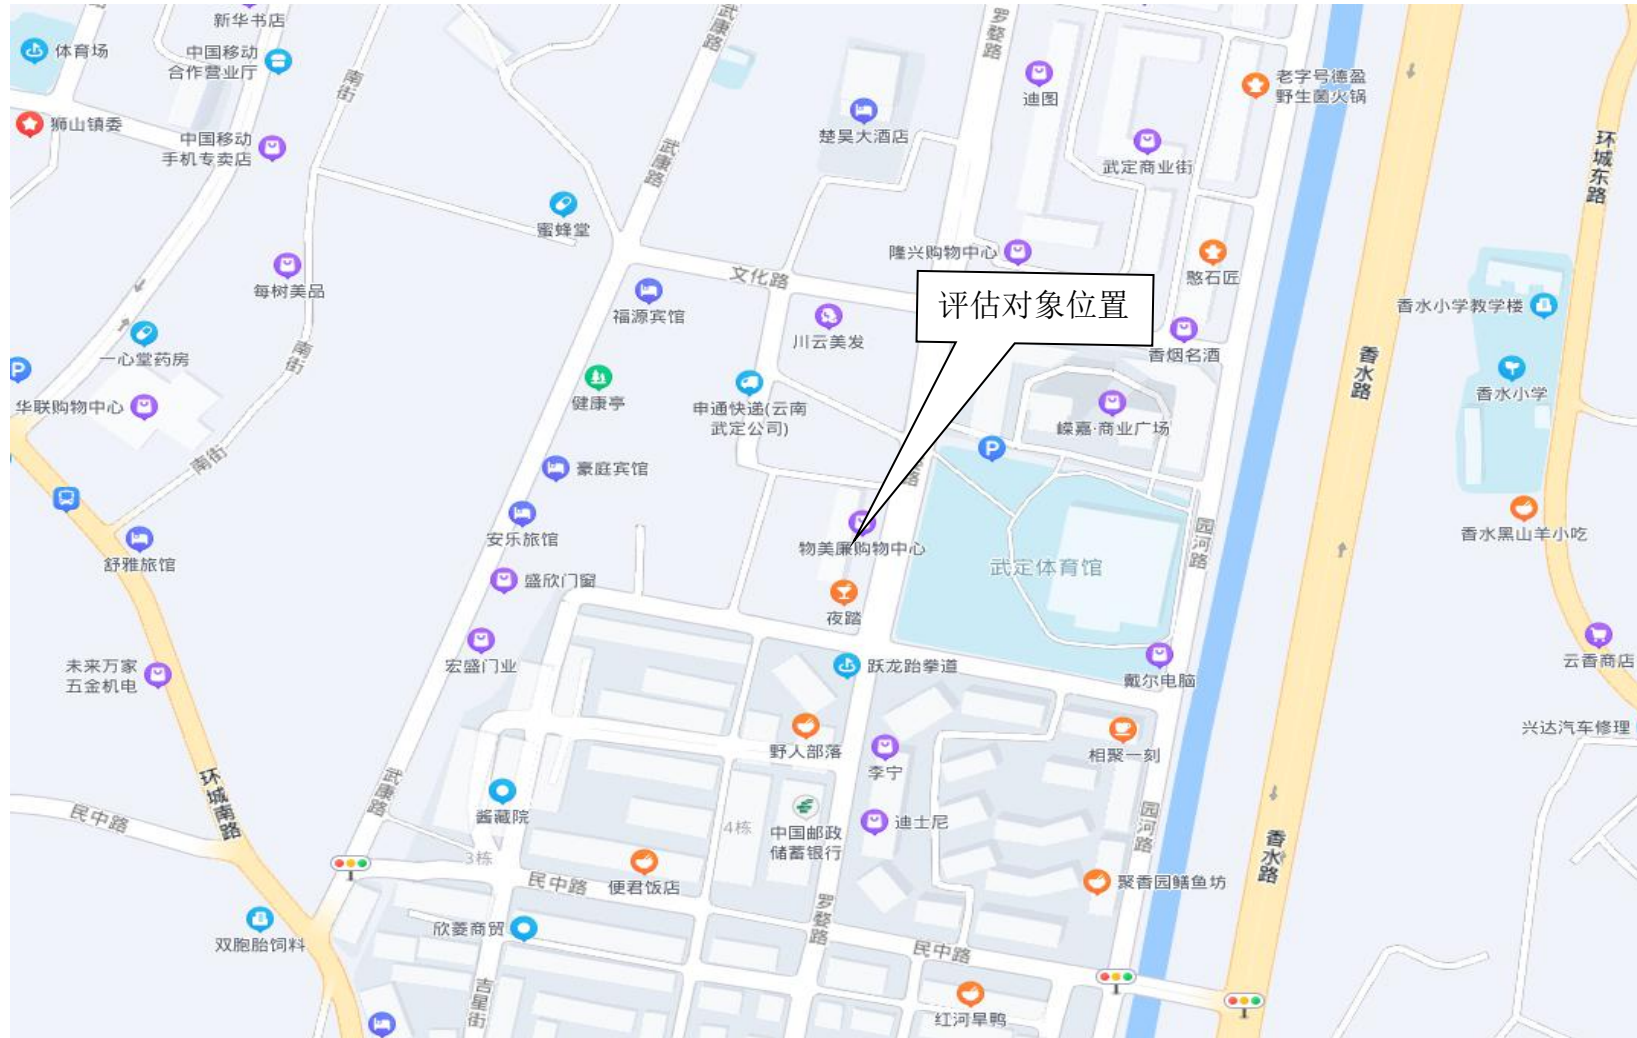 新华书店
体育场
中国移动
合作营业厅
南街
武康路
罗婺路
迪图
老字号德盈
野生菌火锅
狮山镇委
中国移动
手机专卖店
楚昊大酒店
武定商业街
环城东路
武康路
蜜蜂堂
隆兴购物中心
憨石匠
每树美品
文化路
福源宾馆
评估对象位置
香水小学教学楼
川云美发
香烟名酒
一心堂药房
南街
香水路
香水小学
华联购物中心
健康亭
申通快递(云南
武定公司)
嵘嘉·商业广场
P
P
南街
豪庭宾馆
路
安乐旅馆
园河路
香水黑山羊小吃
舒雅旅馆
物美廉购物中心
武定体育馆
盛欣门窗
夜踏
未来万家
五金机电
宏盛门业
跃龙跆拳道
戴尔电脑
云香商店
兴达汽车修理
野人部落
李宁
相聚一刻
环城南路
武康路
酱藏院
民中路
4栋
中国邮政
储蓄银行
迪士尼
园河路
香水路
3栋
民中路
便君饭店
聚香园鳝鱼坊
双胞胎饲料
欣菱商贸
罗婺路
民中路
吉星街
红河旱鸭